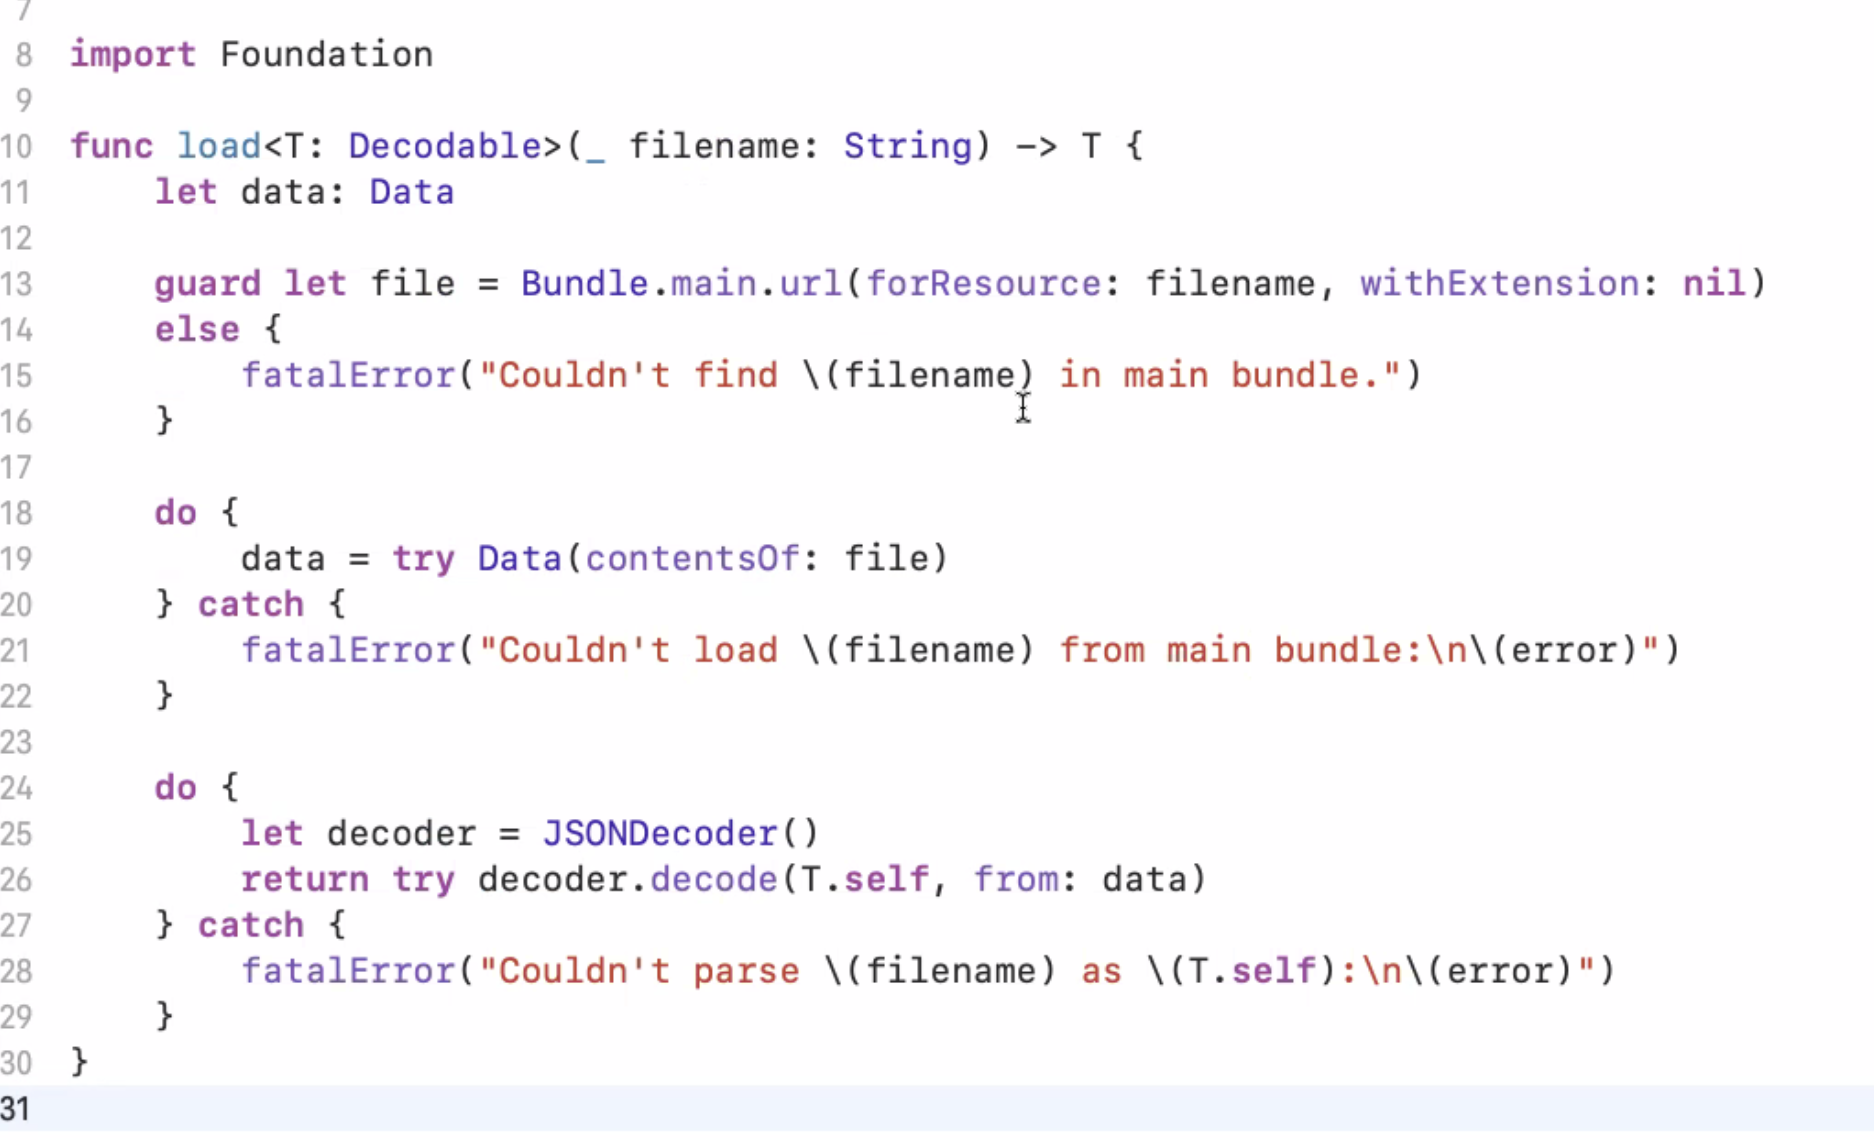 7
8 import Foundation
9
10 func load<T: Decodable>(_ filename: String) -> T {
11     let data: Data
12
13     guard let file = Bundle.main.url(forResource: filename, withExtension: nil)
14     else {
15         fatalError("Couldn't find \(filename) in main bundle.")
16     }
17
18     do {
19         data = try Data(contentsOf: file)
20     } catch {
21         fatalError("Couldn't load \(filename) from main bundle:\n\(error)")
22     }
23
24     do {
25         let decoder = JSONDecoder()
26         return try decoder.decode(T.self, from: data)
27     } catch {
28         fatalError("Couldn't parse \(filename) as \(T.self):\n\(error)")
29     }
30 }
31